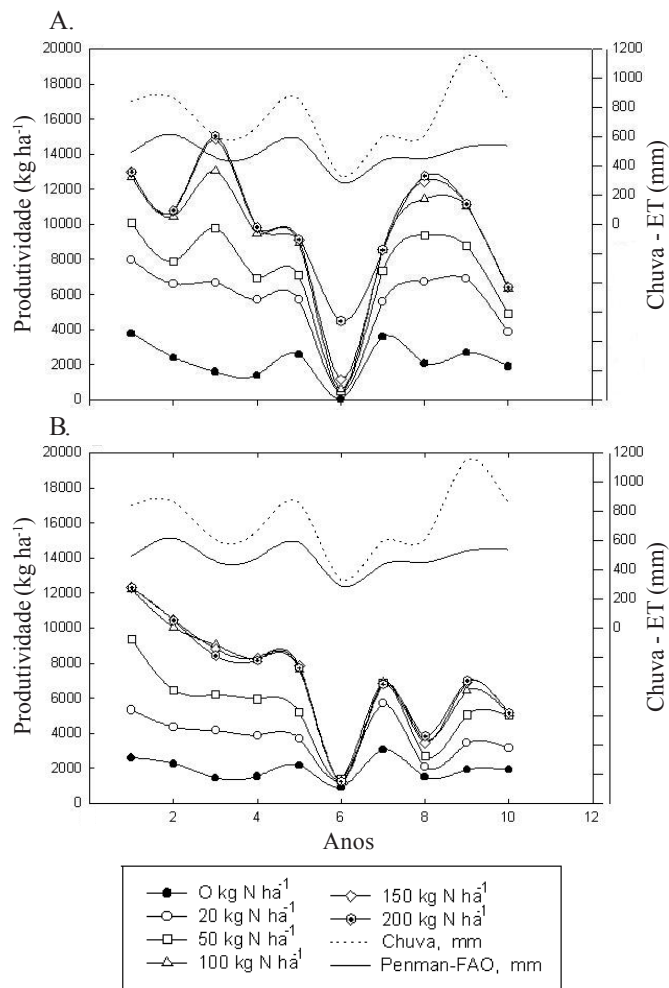 A.
20000
18000
16000
14000
12000
10000
8000
6000
4000
2000
0
Produtividade (kg ha⁻¹)
1200
1000
800
600
400
200
0
Chuva - ET (mm)
B.
20000
18000
16000
14000
12000
10000
8000
6000
4000
2000
0
Produtividade (kg ha⁻¹)
1200
1000
800
600
400
200
0
Chuva - ET (mm)
0 2 4 6 8 10 12
Anos
O kg N ha⁻¹
20 kg N ha⁻¹
50 kg N ha⁻¹
100 kg N ha⁻¹
150 kg N ha⁻¹
200 kg N ha⁻¹
Chuva, mm
Penman-FAO, mm